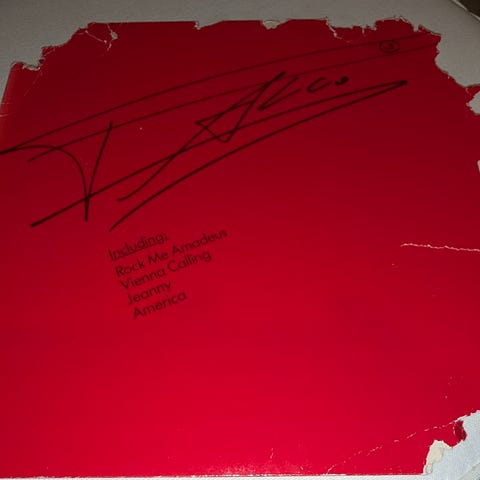 FALCO 3
Including:
Rock Me Amadeus
Vienna Calling
Jeanny
America